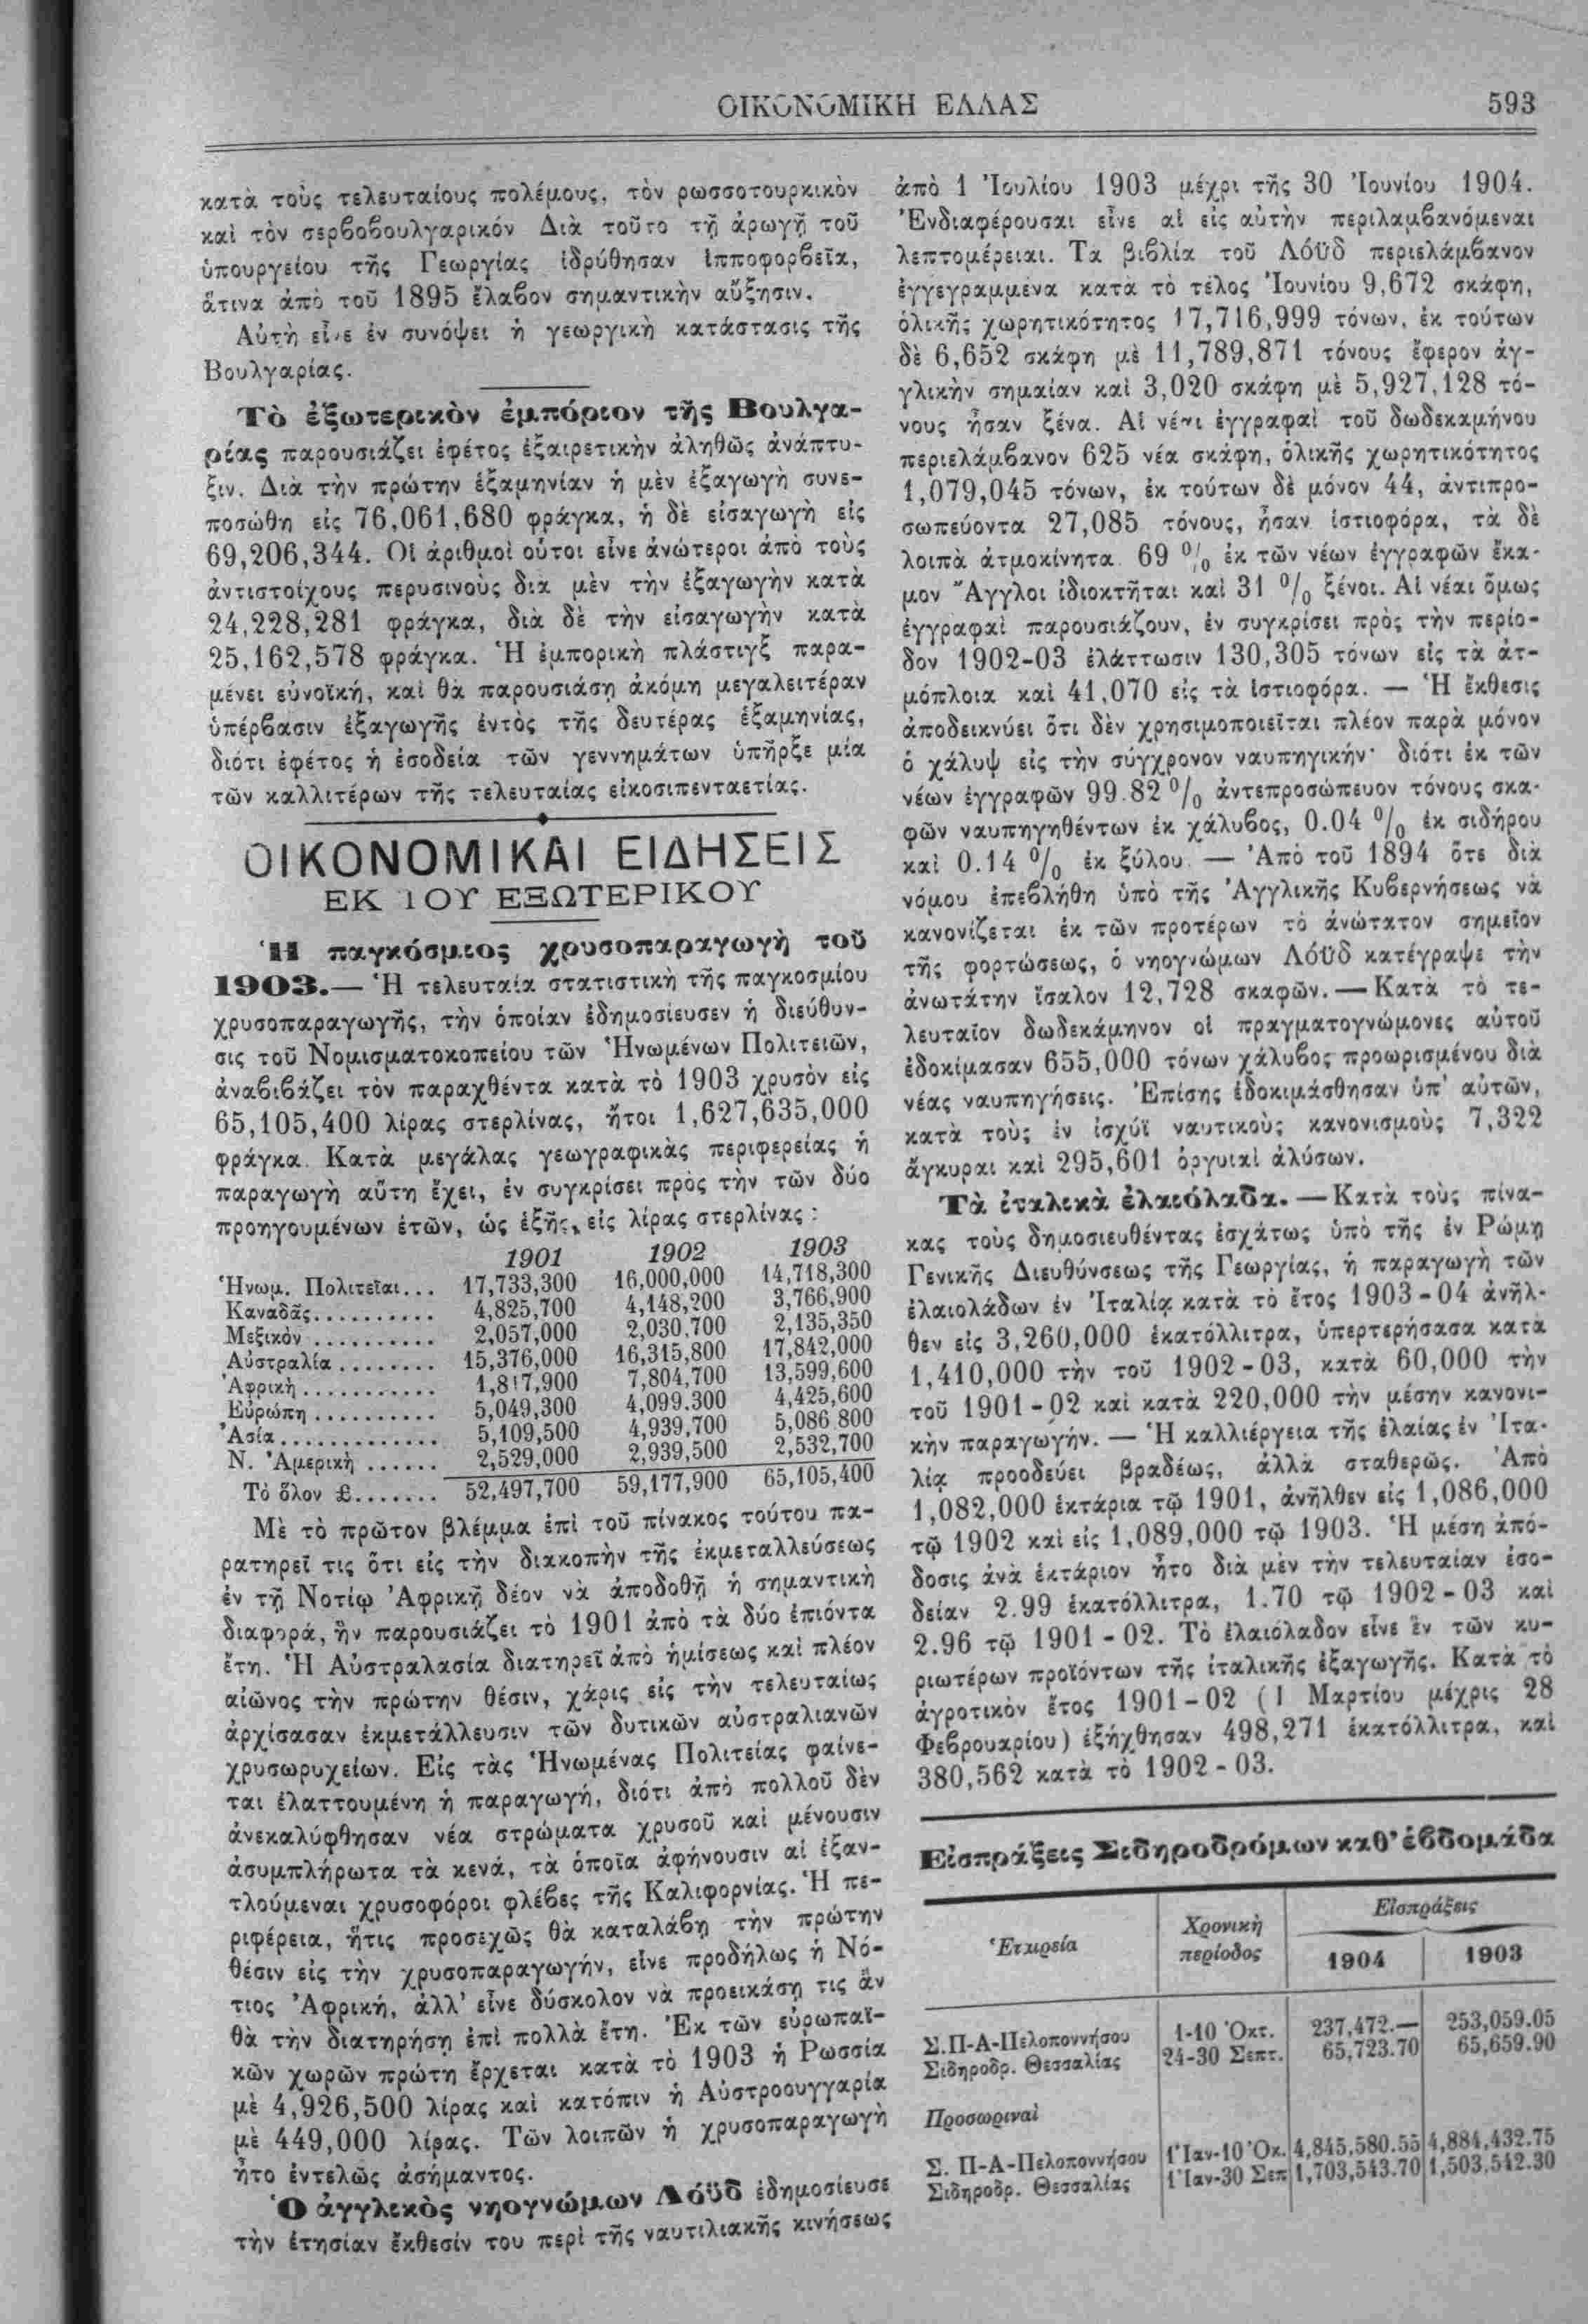 ΟΙΚΟΝΟΜΙΚΗ ΕΛΛΑΣ
593
κατὰ τοὺς τελευταίους πολέμους, τὸν ρωσσοτουρκικὸν
καὶ τὸν σερβοβουλγαρικόν Διὰ τοῦτο τῇ ἀρωγῇ τοῦ
ὑπουργείου τῆς Γεωργίας ἱδρύθησαν ἱπποφορβεῖα,
ἅτινα ἀπὸ τοῦ 1895 ἔλαβον σημαντικὴν αὔξησιν.
Αὐτὴ εἶνε ἐν συνόψει ἡ γεωργικὴ κατάστασις τῆς
Βουλγαρίας.
Τὸ ἐξωτερικὸν ἐμπόριον τῆς Βουλγα-
ρίας παρουσιάζει ἐφέτος ἐξαιρετικὴν ἀληθῶς ἀνάπτυ-
ξιν. Διὰ τὴν πρώτην ἑξαμηνίαν ἡ μὲν ἐξαγωγὴ συνε-
ποσώθη εἰς 76,061,680 φράγκα, ἡ δὲ εἰσαγωγὴ εἰς
69,206,344. Οἱ ἀριθμοὶ οὗτοι εἶνε ἀνώτεροι ἀπὸ τοὺς
ἀντιστοίχους περυσινοὺς διὰ μὲν τὴν ἐξαγωγὴν κατὰ
24,228,281 φράγκα, διὰ δὲ τὴν εἰσαγωγὴν κατὰ
25,162,578 φράγκα. Ἡ ἐμπορικὴ πλάστιγξ παρα-
μένει εὐνοϊκή, καὶ θὰ παρουσιάσῃ ἀκόμη μεγαλειτέραν
ὑπέρβασιν ἐξαγωγῆς ἐντὸς τῆς δευτέρας ἑξαμηνίας,
διότι ἐφέτος ἡ ἐσοδεία τῶν γεννημάτων ὑπῆρξε μία
τῶν καλλιτέρων τῆς τελευταίας εἰκοσιπενταετίας.
ΟΙΚΟΝΟΜΙΚΑΙ ΕΙΔΗΣΕΙΣ
ΕΚ ΤΟΥ ΕΞΩΤΕΡΙΚΟΥ
Ἡ παγκόσμιος χρυσοπαραγωγὴ τοῦ
1903.— Ἡ τελευταία στατιστικὴ τῆς παγκοσμίου
χρυσοπαραγωγῆς, τὴν ὁποίαν ἐδημοσίευσεν ἡ διεύθυν-
σις τοῦ Νομισματοκοπείου τῶν Ἡνωμένων Πολιτειῶν,
ἀναβιβάζει τὸν παραχθέντα κατὰ τὸ 1903 χρυσὸν εἰς
65,105,400 λίρας στερλίνας, ἤτοι 1,627,635,000
φράγκα. Κατὰ μεγάλας γεωγραφικὰς περιφερείας ἡ
παραγωγὴ αὕτη ἔχει, ἐν συγκρίσει πρὸς τὴν τῶν δύο
προηγουμένων ἐτῶν, ὡς ἑξῆς, εἰς λίρας στερλίνας :
1901 1902 1903
Ἡνωμ. Πολιτεῖαι... 17,733,300 16,000,000 14,718,300
Καναδᾶς.......... 4,825,700 4,148,200 3,766,900
Μεξικὸν .......... 2,057,000 2,030,700 2,135,350
Αὐστραλία ........ 15,376,000 16,315,800 17,842,000
Ἀφρικὴ ........... 1,817,900 7,804,700 13,599,600
Εὐρώπη .......... 5,049,300 4,099.300 4,425,600
Ἀσία............. 5,109,500 4,939,700 5,086 800
Ν. Ἀμερικὴ ...... 2,529,000 2,939,500 2,532,700
Τὸ ὅλον £....... 52,497,700 59,177,900 65,105,400
Μὲ τὸ πρῶτον βλέμμα ἐπὶ τοῦ πίνακος τούτου πα-
ρατηρεῖ τις ὅτι εἰς τὴν διακοπὴν τῆς ἐκμεταλλεύσεως
ἐν τῇ Νοτίῳ Ἀφρικῇ δέον νὰ ἀποδοθῇ ἡ σημαντικὴ
διαφορά, ἣν παρουσιάζει τὸ 1901 ἀπὸ τὰ δύο ἐπιόντα
ἔτη. Ἡ Αὐστραλασία διατηρεῖ ἀπὸ ἡμίσεως καὶ πλέον
αἰῶνος τὴν πρώτην θέσιν, χάρις εἰς τὴν τελευταίως
ἀρχίσασαν ἐκμετάλλευσιν τῶν δυτικῶν αὐστραλιανῶν
χρυσωρυχείων. Εἰς τὰς Ἡνωμένας Πολιτείας φαίνε-
ται ἐλαττουμένη ἡ παραγωγή, διότι ἀπὸ πολλοῦ δὲν
ἀνεκαλύφθησαν νέα στρώματα χρυσοῦ καὶ μένουσιν
ἀσυμπλήρωτα τὰ κενά, τὰ ὁποῖα ἀφήνουσιν αἱ ἐξαν-
τλούμεναι χρυσοφόροι φλέβες τῆς Καλιφορνίας. Ἡ πε-
ριφέρεια, ἥτις προσεχῶς θὰ καταλάβῃ τὴν πρώτην
θέσιν εἰς τὴν χρυσοπαραγωγήν, εἶνε προδήλως ἡ Νό-
τιος Ἀφρική, ἀλλ' εἶνε δύσκολον νὰ προεικάσῃ τις ἂν
θὰ τὴν διατηρήσῃ ἐπὶ πολλὰ ἔτη. Ἐκ τῶν εὐρωπαϊ-
κῶν χωρῶν πρώτη ἔρχεται κατὰ τὸ 1903 ἡ Ρωσσία
μὲ 4,926,500 λίρας καὶ κατόπιν ἡ Αὐστροουγγαρία
μὲ 449,000 λίρας. Τῶν λοιπῶν ἡ χρυσοπαραγωγὴ
ἦτο ἐντελῶς ἀσήμαντος.
Ὁ ἀγγλικὸς νηογνώμων Λόϋδ ἐδημοσίευσε
τὴν ἐτησίαν ἔκθεσίν του περὶ τῆς ναυτιλιακῆς κινήσεως
ἀπὸ 1 Ἰουλίου 1903 μέχρι τῆς 30 Ἰουνίου 1904.
Ἐνδιαφέρουσαι εἶνε αἱ εἰς αὐτὴν περιλαμβανόμεναι
λεπτομέρειαι. Τὰ βιβλία τοῦ Λόϋδ περιελάμβανον
ἐγγεγραμμένα κατὰ τὸ τέλος Ἰουνίου 9,672 σκάφη,
ὁλικῆς χωρητικότητος 17,716,999 τόνων, ἐκ τούτων
δὲ 6,652 σκάφη μὲ 11,789,871 τόνους ἔφερον ἀγ-
γλικὴν σημαίαν καὶ 3,020 σκάφη μὲ 5,927,128 τό-
νους ἦσαν ξένα. Αἱ νέαι ἐγγραφαὶ τοῦ δωδεκαμήνου
περιελάμβανον 625 νέα σκάφη, ὁλικῆς χωρητικότητος
1,079,045 τόνων, ἐκ τούτων δὲ μόνον 44, ἀντιπρο-
σωπεύοντα 27,085 τόνους, ἦσαν ἱστιοφόρα, τὰ δὲ
λοιπὰ ἀτμοκίνητα 69 % ἐκ τῶν νέων ἐγγραφῶν ἔκα-
μον Ἄγγλοι ἰδιοκτῆται καὶ 31 % ξένοι. Αἱ νέαι ὅμως
ἐγγραφαὶ παρουσιάζουν, ἐν συγκρίσει πρὸς τὴν περίο-
δον 1902-03 ἐλάττωσιν 130,305 τόνων εἰς τὰ ἀτ-
μόπλοια καὶ 41,070 εἰς τὰ ἱστιοφόρα. — Ἡ ἔκθεσις
ἀποδεικνύει ὅτι δὲν χρησιμοποιεῖται πλέον παρὰ μόνον
ὁ χάλυψ εἰς τὴν σύγχρονον ναυπηγικήν· διότι ἐκ τῶν
νέων ἐγγραφῶν 99.82 % ἀντεπροσώπευον τόνους σκα-
φῶν ναυπηγηθέντων ἐκ χάλυβος, 0.04 % ἐκ σιδήρου
καὶ 0.14 % ἐκ ξύλου. — Ἀπὸ τοῦ 1894 ὅτε διὰ
νόμου ἐπεβλήθη ὑπὸ τῆς Ἀγγλικῆς Κυβερνήσεως νὰ
κανονίζεται ἐκ τῶν προτέρων τὸ ἀνώτατον σημεῖον
τῆς φορτώσεως, ὁ νηογνώμων Λόϋδ κατέγραψε τὴν
ἀνωτάτην ἴσαλον 12,728 σκαφῶν. — Κατὰ τὸ τε-
λευταῖον δωδεκάμηνον οἱ πραγματογνώμονες αὐτοῦ
ἐδοκίμασαν 655,000 τόνων χάλυβος προωρισμένου διὰ
νέας ναυπηγήσεις. Ἐπίσης ἐδοκιμάσθησαν ὑπ' αὐτῶν,
κατὰ τοὺς ἐν ἰσχύϊ ναυτικοὺς κανονισμοὺς 7,322
ἄγκυραι καὶ 295,601 ὀργυιαὶ ἁλύσων.
Τὰ ἰταλικὰ ἐλαιόλαδα. — Κατὰ τοὺς πίνα-
κας τοὺς δημοσιευθέντας ἐσχάτως ὑπὸ τῆς ἐν Ρώμῃ
Γενικῆς Διευθύνσεως τῆς Γεωργίας, ἡ παραγωγὴ τῶν
ἐλαιολάδων ἐν Ἰταλίᾳ κατὰ τὸ ἔτος 1903-04 ἀνῆλ-
θεν εἰς 3,260,000 ἑκατόλλιτρα, ὑπερτερήσασα κατὰ
1,410,000 τὴν τοῦ 1902-03, κατὰ 60,000 τὴν
τοῦ 1901-02 καὶ κατὰ 220,000 τὴν μέσην κανονι-
κὴν παραγωγήν. — Ἡ καλλιέργεια τῆς ἐλαίας ἐν Ἰτα-
λίᾳ προοδεύει βραδέως, ἀλλὰ σταθερῶς. Ἀπὸ
1,082,000 ἑκτάρια τῷ 1901, ἀνῆλθεν εἰς 1,086,000
τῷ 1902 καὶ εἰς 1,089,000 τῷ 1903. Ἡ μέση ἀπό-
δοσις ἀνὰ ἑκτάριον ἦτο διὰ μὲν τὴν τελευταίαν ἐσο-
δείαν 2.99 ἑκατόλλιτρα, 1.70 τῷ 1902-03 καὶ
2.96 τῷ 1901-02. Τὸ ἐλαιόλαδον εἶνε ἓν τῶν κυ-
ριωτέρων προϊόντων τῆς ἰταλικῆς ἐξαγωγῆς. Κατὰ τὸ
ἀγροτικὸν ἔτος 1901-02 (1 Μαρτίου μέχρις 28
Φεβρουαρίου) ἐξήχθησαν 498,271 ἑκατόλλιτρα, καὶ
380,562 κατὰ τὸ 1902-03.
Εἰσπράξεις Σιδηροδρόμων καθ' ἑβδομάδα
Ἑταιρεία Χρονικὴ περίοδος Εἰσπράξεις
1904 1903
Σ.Π-Α-Πελοποννήσου 1-10 Ὀκτ. 237,472.— 253,059.05
Σιδηροδρ. Θεσσαλίας 24-30 Σεπτ. 65,723.70 65,659.90
Προσωριναὶ
Σ. Π-Α-Πελοποννήσου 1 Ἰαν-10 Ὀκ. 4,845,580.55 4,884,432.75
Σιδηροδρ. Θεσσαλίας 1 Ἰαν-30 Σεπ 1,703,543.70 1,503,542.30